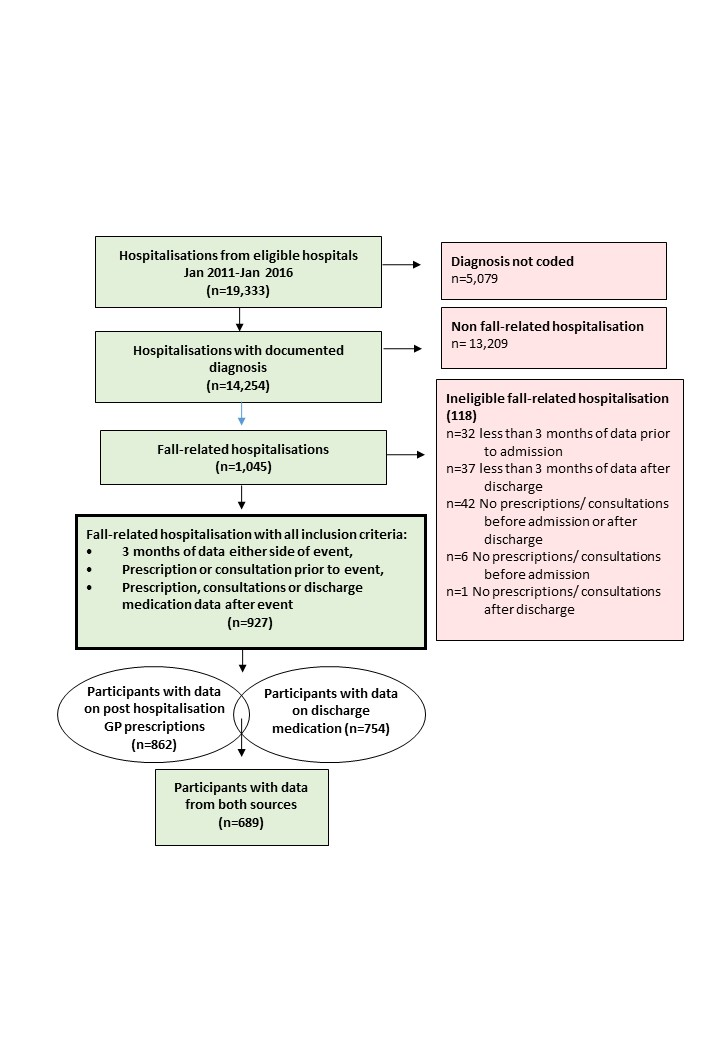 Hospitalisations from eligible hospitals
Jan 2011-Jan 2016
(n=19,333)
Diagnosis not coded
n=5,079
Hospitalisations with documented
diagnosis
(n=14,254)
Non fall-related hospitalisation
n= 13,209
Fall-related hospitalisations
(n=1,045)
Ineligible fall-related hospitalisation
(118)
n=32 less than 3 months of data prior
to admission
n=37 less than 3 months of data after
discharge
n=42 No prescriptions/ consultations
before admission or after
discharge
n=6 No prescriptions/ consultations
before admission
n=1 No prescriptions/ consultations
after discharge
Fall-related hospitalisation with all inclusion criteria:
• 3 months of data either side of event,
• Prescription or consultation prior to event,
• Prescription, consultations or discharge
medication data after event
(n=927)
Participants with data
on post hospitalisation
GP prescriptions
(n=862)
Participants with data
on discharge
medication (n=754)
Participants with data
from both sources
(n=689)